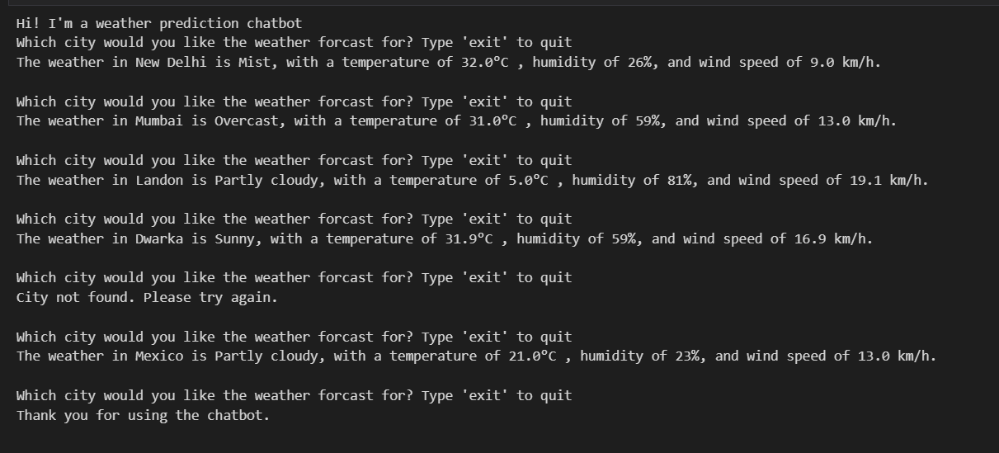 Hi! I'm a weather prediction chatbot
Which city would you like the weather forcast for? Type 'exit' to quit
The weather in New Delhi is Mist, with a temperature of 32.0°C , humidity of 26%, and wind speed of 9.0 km/h.
Which city would you like the weather forcast for? Type 'exit' to quit
The weather in Mumbai is Overcast, with a temperature of 31.0°C , humidity of 59%, and wind speed of 13.0 km/h.
Which city would you like the weather forcast for? Type 'exit' to quit
The weather in Landon is Partly cloudy, with a temperature of 5.0°C , humidity of 81%, and wind speed of 19.1 km/h.
Which city would you like the weather forcast for? Type 'exit' to quit
The weather in Dwarka is Sunny, with a temperature of 31.9°C , humidity of 59%, and wind speed of 16.9 km/h.
Which city would you like the weather forcast for? Type 'exit' to quit
City not found. Please try again.
Which city would you like the weather forcast for? Type 'exit' to quit
The weather in Mexico is Partly cloudy, with a temperature of 21.0°C , humidity of 23%, and wind speed of 13.0 km/h.
Which city would you like the weather forcast for? Type 'exit' to quit
Thank you for using the chatbot.